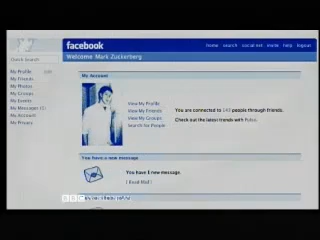 facebook
home search social net invite help logout
Welcome Mark Zuckerberg
Quick Search
My Profile edit
My Friends
My Photos
My Groups
My Events
My Messages
My Account
My Privacy
My Account
View My Profile
View My Friends
View My Groups
Search for People
You are connected to people through friends.
Check out the latest trends with Pulse.
You have a new message
You have 1 new message.
[ Read Mail ]
BBC